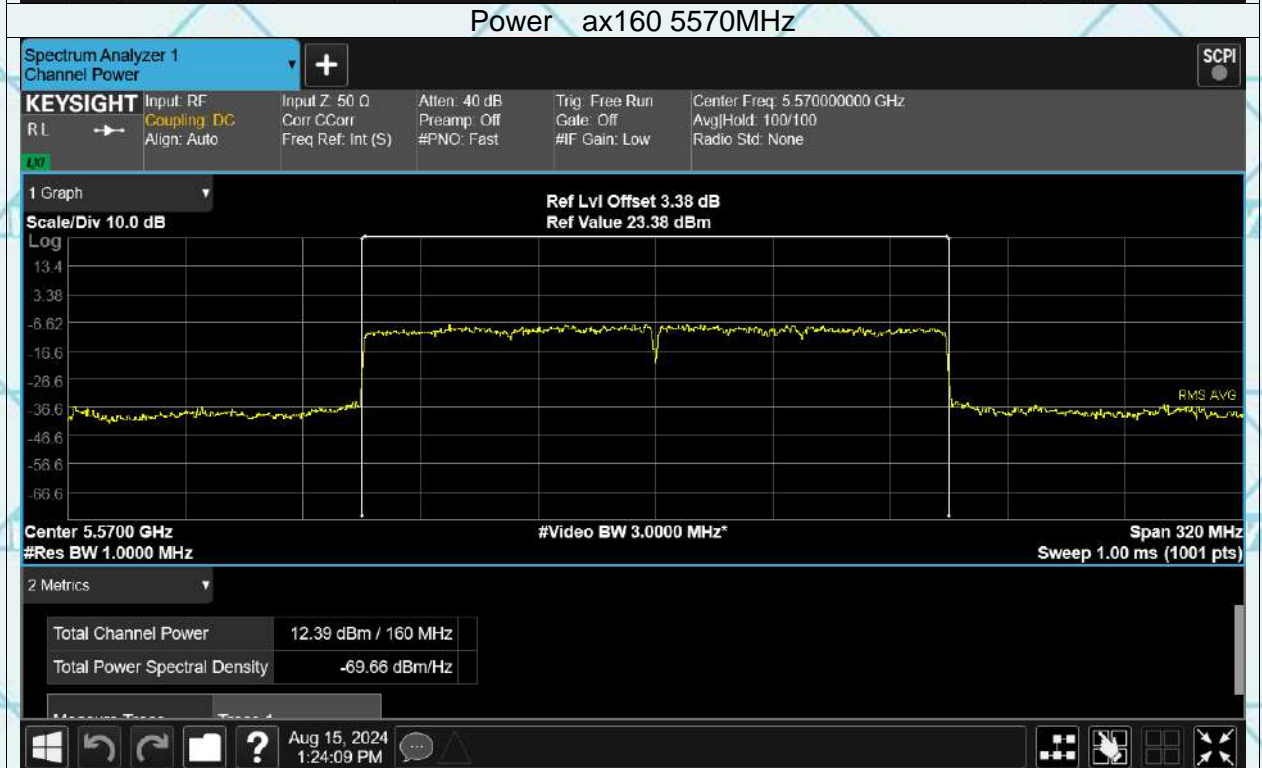 Power ax160 5570MHz
Spectrum Analyzer 1
Channel Power
+
SCPI
KEYSIGHT Input: RF Input Z: 50 Ω Atten: 40 dB Trig: Free Run Center Freq: 5.570000000 GHz
RL Coupling: DC Corr CCorr Preamp: Off Gate: Off Avg|Hold: 100/100
Align: Auto Freq Ref: Int (S) #PNO: Fast #IF Gain: Low Radio Std: None
LXI
1 Graph
Ref Lvl Offset 3.38 dB
Scale/Div 10.0 dB Ref Value 23.38 dBm
Log
13.4
3.38
-6.62
-16.6
-26.6
RMS AVG
-36.6
-46.6
-56.6
-66.6
Center 5.5700 GHz #Video BW 3.0000 MHz* Span 320 MHz
#Res BW 1.0000 MHz Sweep 1.00 ms (1001 pts)
2 Metrics
Total Channel Power 12.39 dBm / 160 MHz
Total Power Spectral Density -69.66 dBm/Hz
Measure Trace Trace 1
? Aug 15, 2024
1:24:09 PM